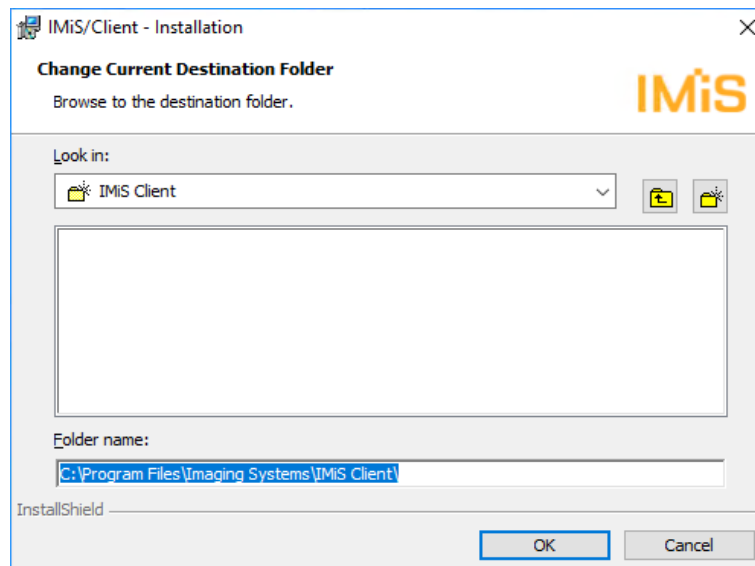 IMiS/Client - Installation
Change Current Destination Folder
Browse to the destination folder.
IMiS
Look in:
IMiS Client
Folder name:
C:\Program Files\Imaging Systems\IMiS Client\
InstallShield
OK
Cancel